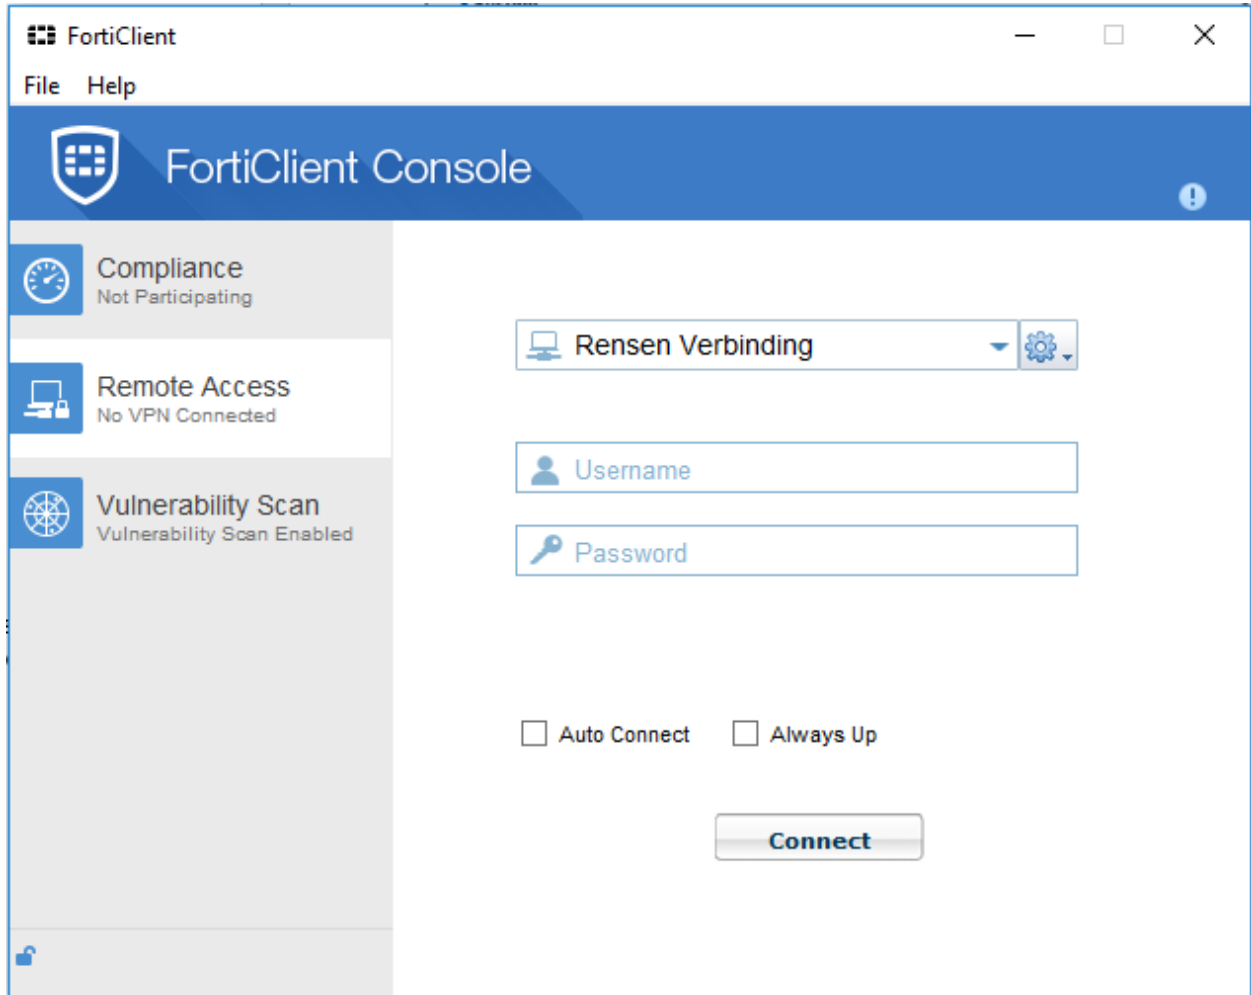 FortiClient
File Help
FortiClient Console
Compliance
Not Participating
Remote Access
No VPN Connected
Vulnerability Scan
Vulnerability Scan Enabled
Rensen Verbinding
Username
Password
Auto Connect Always Up
Connect